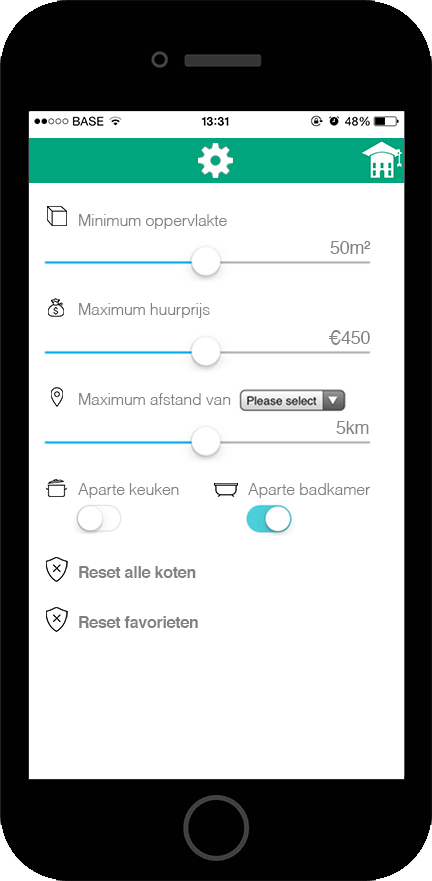 BASE 13:31 48%
Minimum oppervlakte
50m²
Maximum huurprijs
€450
Maximum afstand van Please select
5km
Aparte keuken Aparte badkamer
Reset alle koten
Reset favorieten